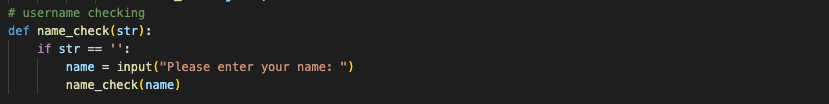 # username checking
def name_check(str):
    if str == '':
        name = input("Please enter your name: ")
        name_check(name)